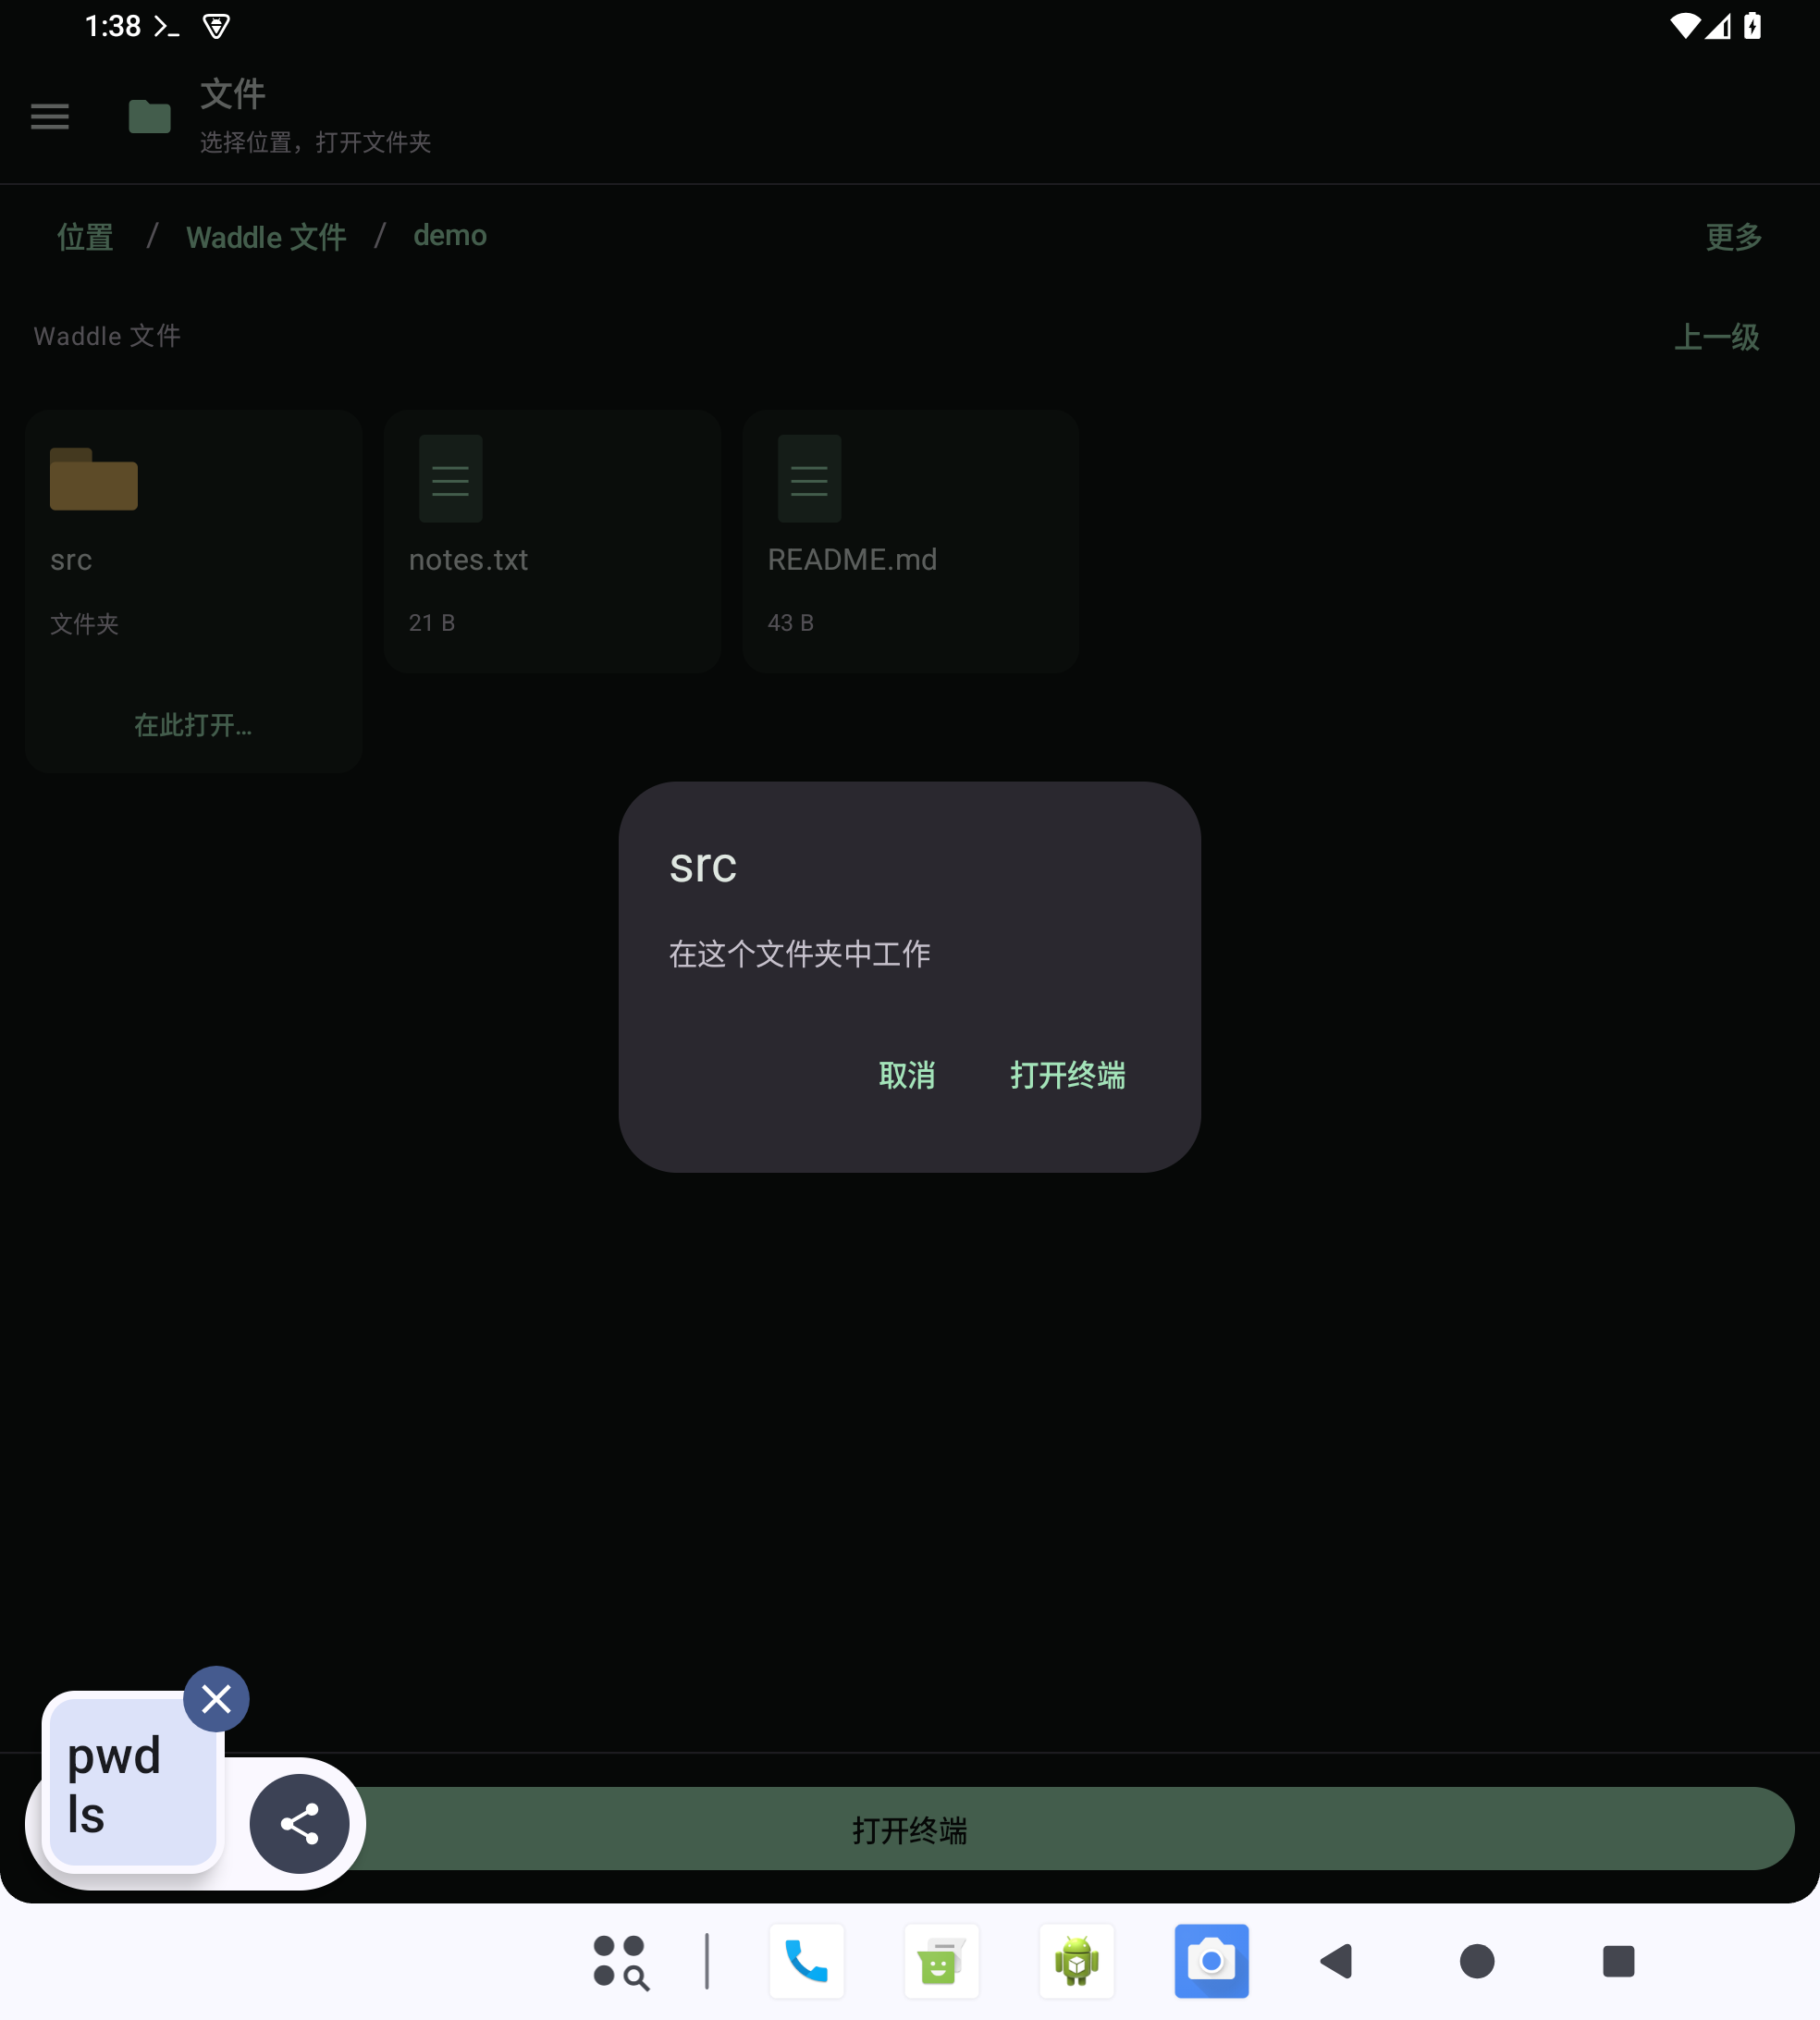 1:38
文件
选择位置，打开文件夹
位置 / Waddle 文件 / demo
更多
Waddle 文件
上一级
src
文件夹
在此打开…
notes.txt
21 B
README.md
43 B
src
在这个文件夹中工作
取消
打开终端
pwd
ls
打开终端